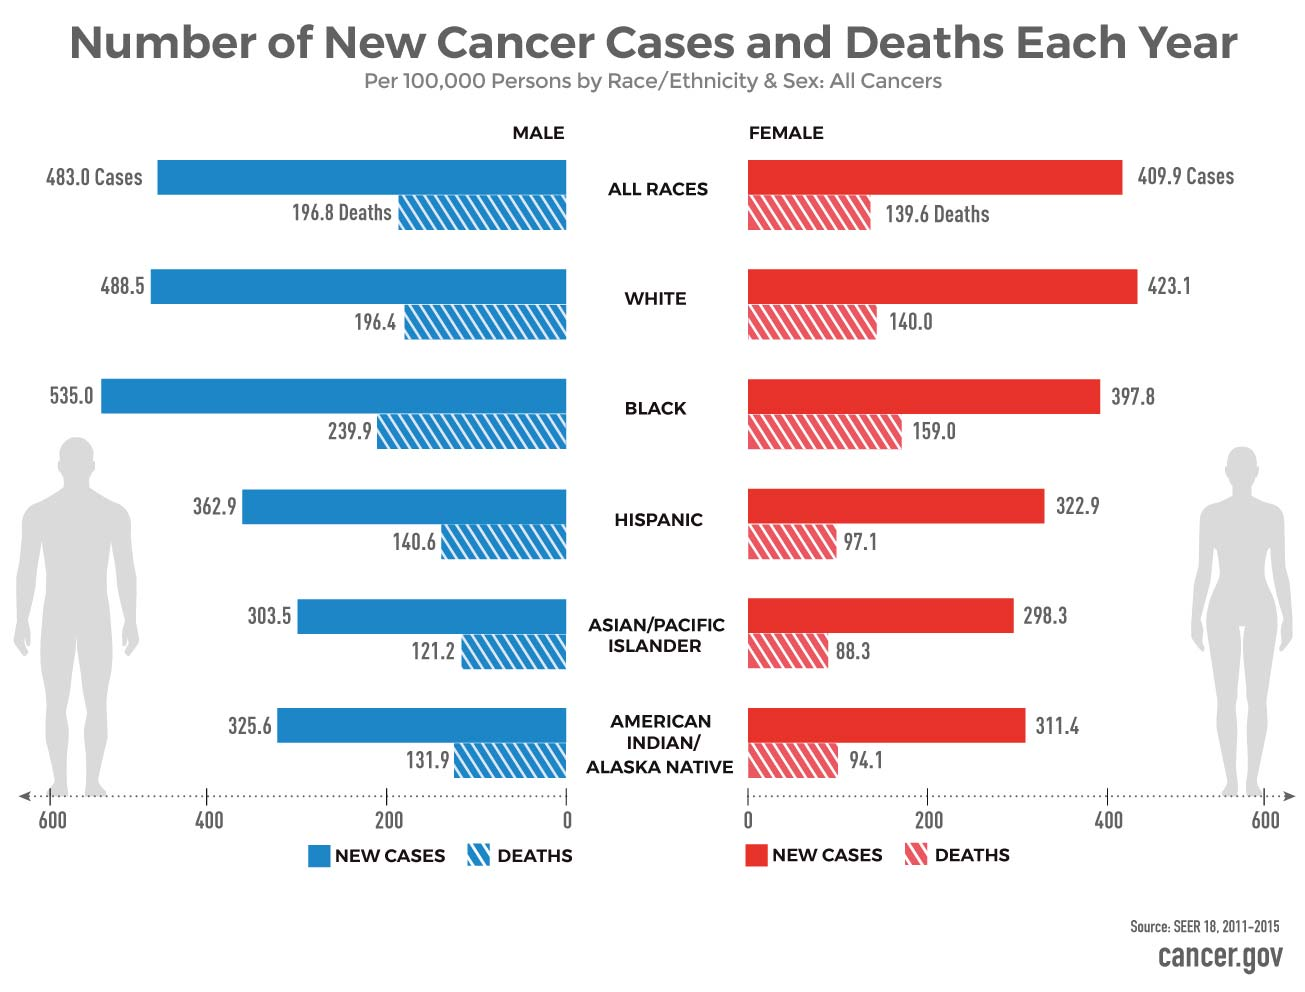 Number of New Cancer Cases and Deaths Each Year
Per 100,000 Persons by Race/Ethnicity & Sex: All Cancers
MALE
FEMALE
483.0 Cases
196.8 Deaths
ALL RACES
409.9 Cases
139.6 Deaths
488.5
196.4
WHITE
423.1
140.0
535.0
239.9
BLACK
397.8
159.0
362.9
140.6
HISPANIC
322.9
97.1
303.5
121.2
ASIAN/PACIFIC
ISLANDER
298.3
88.3
325.6
131.9
AMERICAN
INDIAN/
ALASKA NATIVE
311.4
94.1
600 400 200 0
0 200 400 600
NEW CASES DEATHS
NEW CASES DEATHS
Source: SEER 18, 2011-2015
cancer.gov